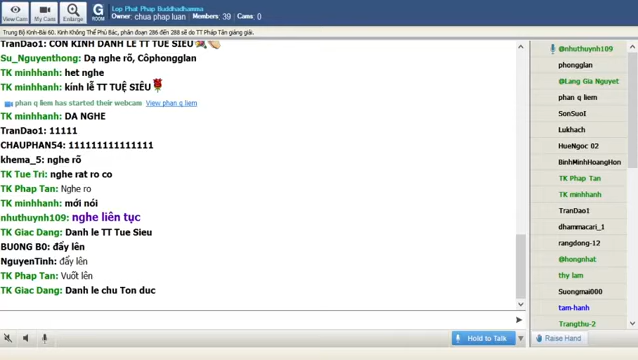 View Cam
My Cam
Enlarge
G
ROOM
Lop Phat Phap Buddhadhamma
Owner: chua phap luan / Members: 39 Cams: 0
Trung Bộ Kinh-Bài 60. Kinh Không Thể Phủ Bác, phân đoạn 286 đến 288 sẽ do TT Pháp Tân giảng giải.
TranDao1: CON KINH DANH LE TT TUE SIEU
Su_Nguyenthong: Dạ nghe rõ, Côphongglan
TK minhhanh: het nghe
TK minhhanh: kính lễ TT TUỆ SIÊU
phan q liem has started their webcam View phan q liem
TK minhhanh: DA NGHE
TranDao1: 11111
CHAUPHAN54: 111111111111111
khema_5: nghe rõ
TK Tue Tri: nghe rat ro co
TK Phap Tan: Nghe ro
TK minhhanh: mới nói
nhuthuynh109: nghe liên tục
TK Giac Dang: Danh le TT Tue Sieu
BU0NG B0: đấy lên
NguyenTinh: đấy lên
TK Phap Tan: Vuốt lên
TK Giac Dang: Danh le chu Ton duc
Hold to Talk
@nhuthuynh109
phongglan
@Lang Gia Nguyet
phan q liem
SonSuoI
Lukhach
HueNgoc 02
BinhMinhHoangHon
TK Phap Tan
TK minhhanh
TranDao1
dhammacari_1
rangdong-12
@hongnhat
thy lam
Suongmai000
tam-hanh
Trangthu-2
Raise Hand